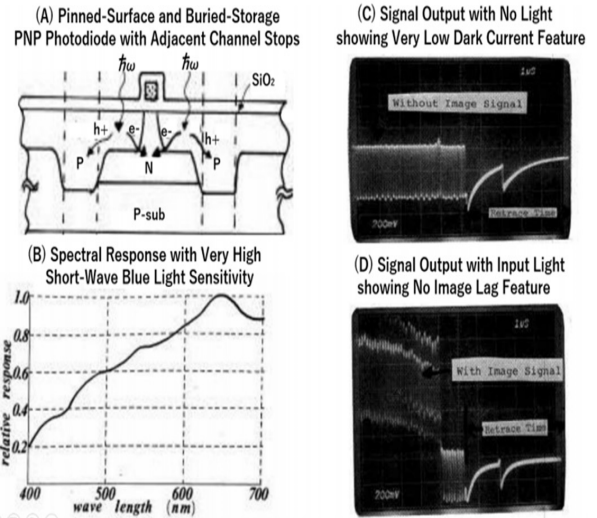 (A) Pinned-Surface and Buried-Storage
PNP Photodiode with Adjacent Channel Stops
ħω ħω
SiO₂
h+ e- e- h+
P N P
P-sub
(B) Spectral Response with Very High
Short-Wave Blue Light Sensitivity
relative response
1.0
0.8
0.6
0.4
0.2
400 500 600 700
wave length (nm)
(C) Signal Output with No Light
showing Very Low Dark Current Feature
Without Image Signal
Retrace Time
200mV
(D) Signal Output with Input Light
showing No Image Lag Feature
With Image Signal
Retrace Time
200mV